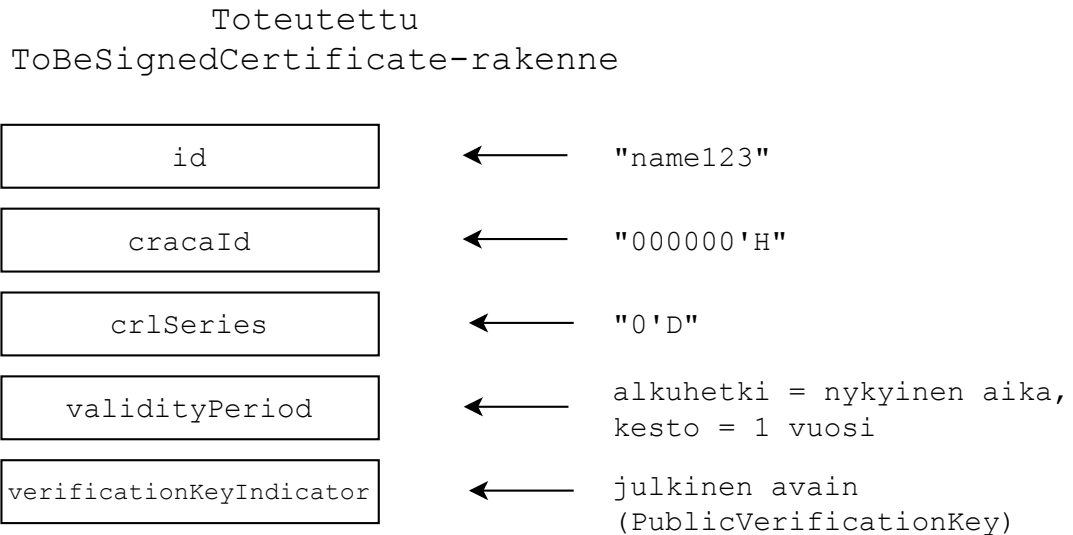 Toteutettu
ToBeSignedCertificate-rakenne
id
"name123"
cracaId
"000000'H"
crlSeries
"0'D"
validityPeriod
alkuhetki = nykyinen aika,
kesto = 1 vuosi
verificationKeyIndicator
julkinen avain
(PublicVerificationKey)